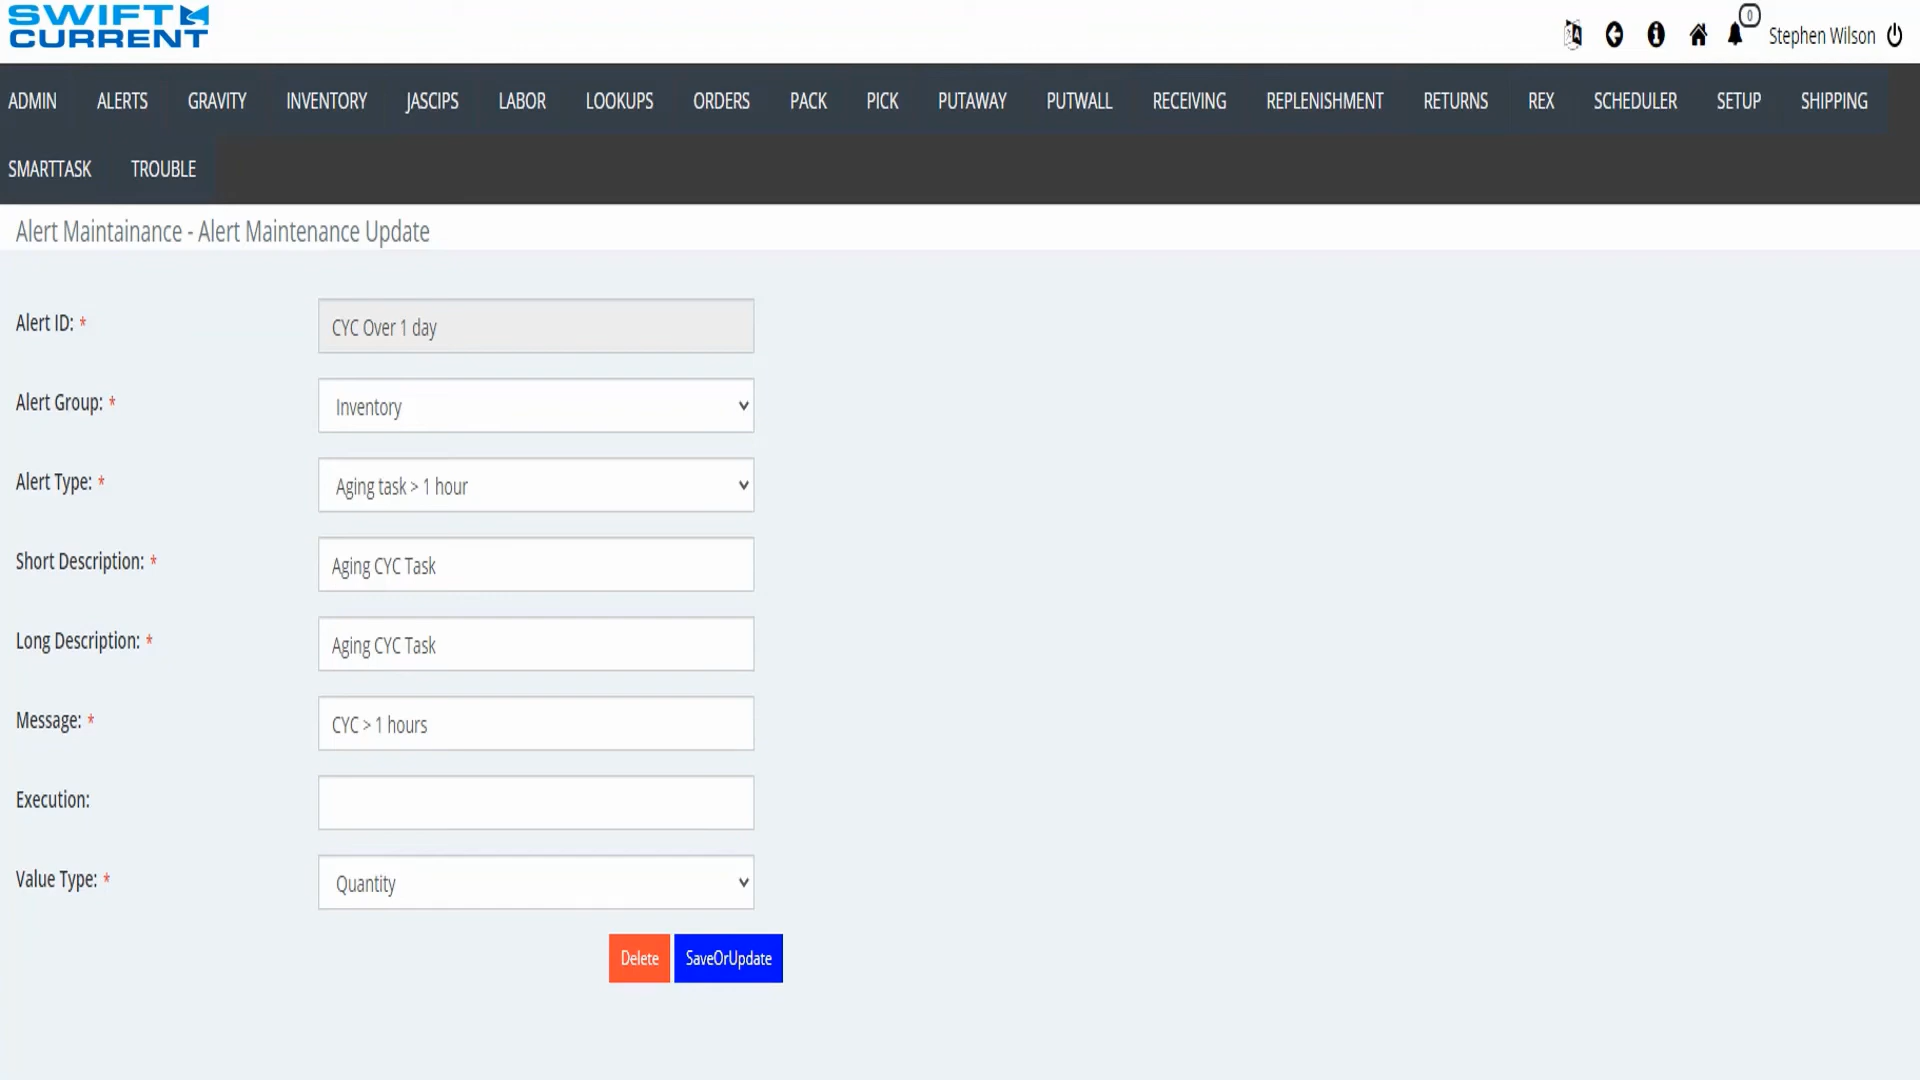 SWIFT
CURRENT
0
Stephen Wilson
ADMIN ALERTS GRAVITY INVENTORY JASCIPS LABOR LOOKUPS ORDERS PACK PICK PUTAWAY PUTWALL RECEIVING REPLENISHMENT RETURNS REX SCHEDULER SETUP SHIPPING
SMARTTASK TROUBLE
Alert Maintainance - Alert Maintenance Update
Alert ID: * CYC Over 1 day
Alert Group: * Inventory
Alert Type: * Aging task > 1 hour
Short Description: * Aging CYC Task
Long Description: * Aging CYC Task
Message: * CYC > 1 hours
Execution:
Value Type: * Quantity
Delete SaveOrUpdate